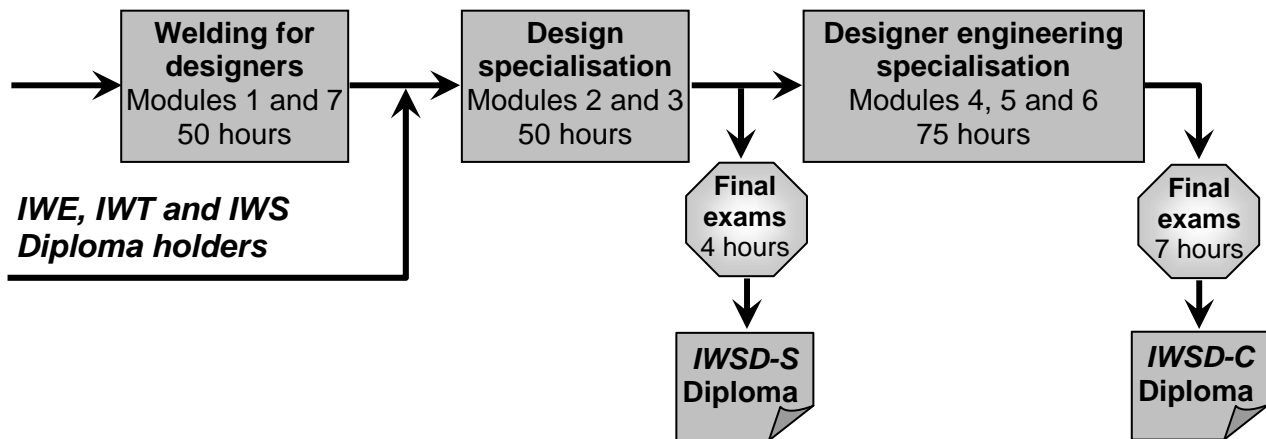 Welding for
designers
Modules 1 and 7
50 hours
Design
specialisation
Modules 2 and 3
50 hours
Designer engineering
specialisation
Modules 4, 5 and 6
75 hours
IWE, IWT and IWS
Diploma holders
Final
exams
4 hours
Final
exams
7 hours
IWSD-S
Diploma
IWSD-C
Diploma